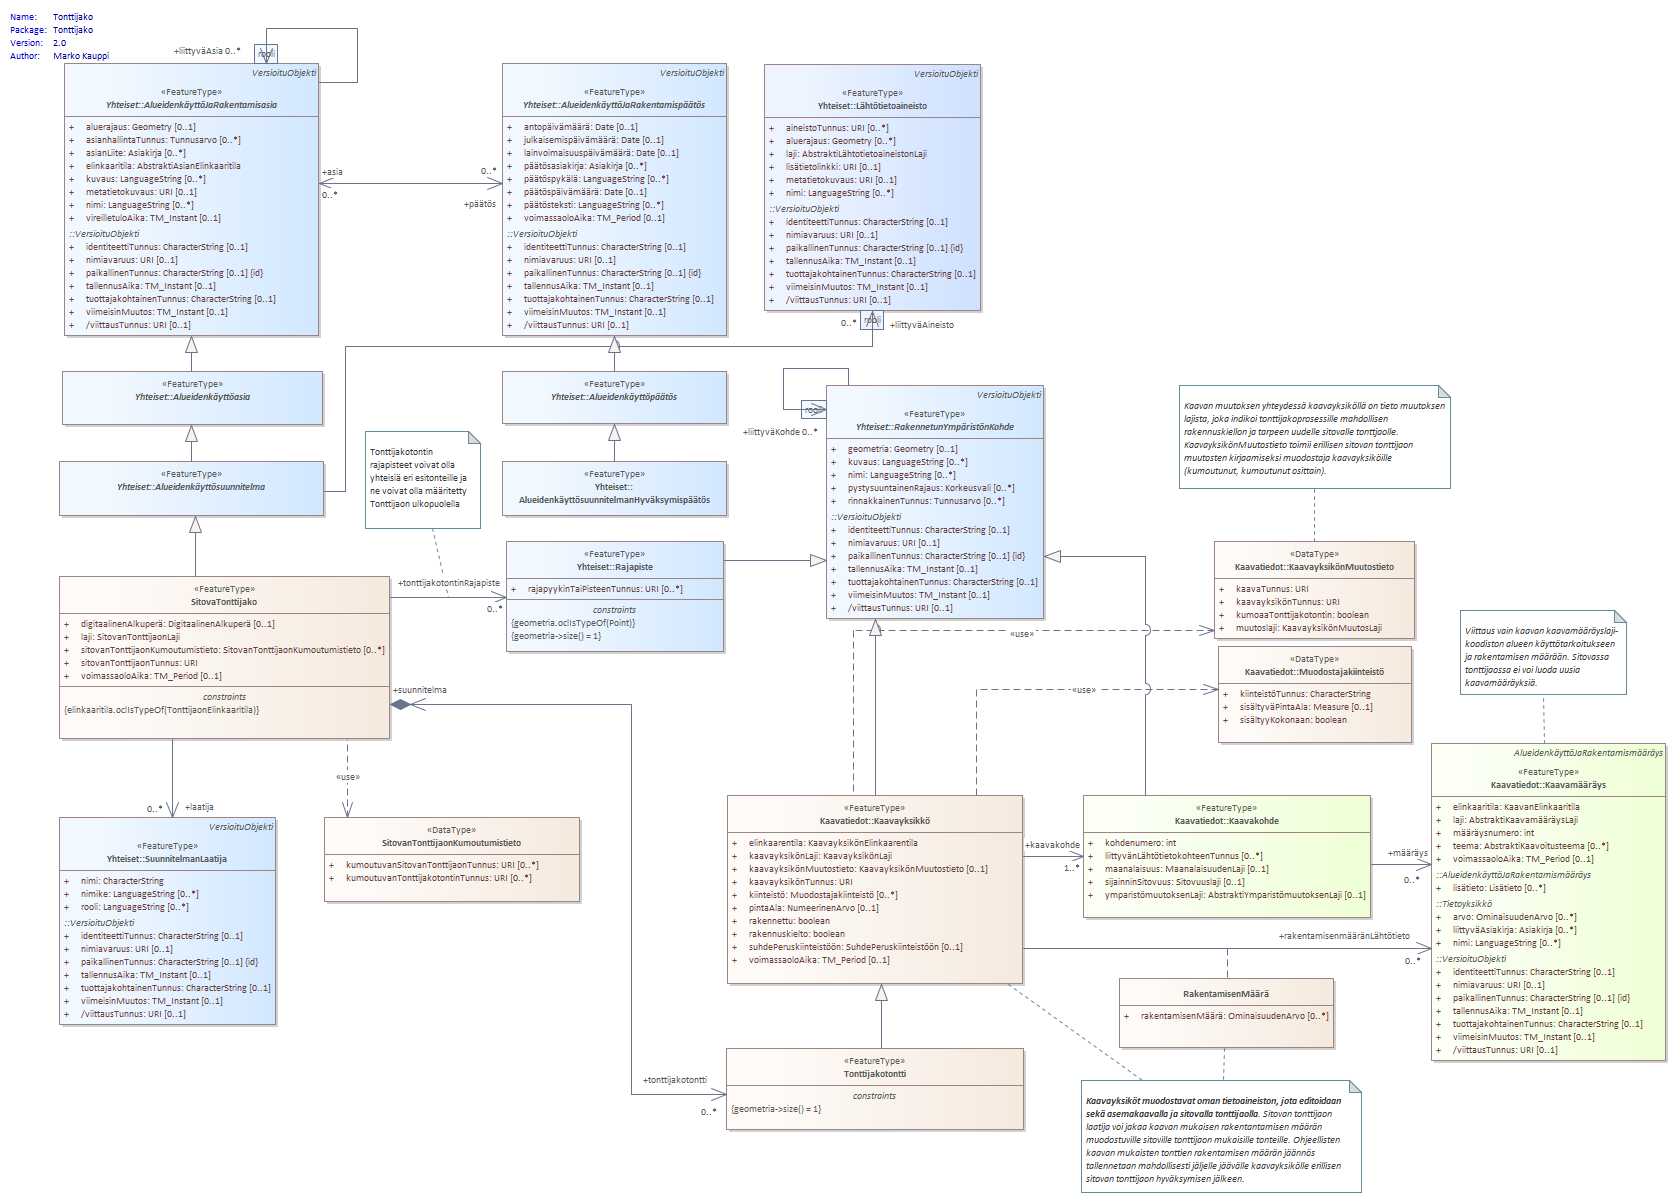 Name: Tonttijako
Package: Tonttijako
Version: 2.0
Author: Marko Kauppi
+liittyväAsia 0..*
rooli
VersioituObjekti
«FeatureType»
Yhteiset::AlueidenkäyttöJaRakentamisasia
+ aluerajaus: Geometry [0..1]
+ asianhallintaTunnus: Tunnusarvo [0..*]
+ asianLiite: Asiakirja [0..*]
+ elinkaaritila: AbstraktiAsianElinkaaritila
+ kuvaus: LanguageString [0..*]
+ metatietokuvaus: URI [0..1]
+ nimi: LanguageString [0..*]
+ vireilletuloAika: TM_Instant [0..1]
::VersioituObjekti
+ identiteettiTunnus: CharacterString [0..1]
+ nimiavaruus: URI [0..1]
+ paikallinenTunnus: CharacterString [0..1] {id}
+ tallennusAika: TM_Instant [0..1]
+ tuottajakohtainenTunnus: CharacterString [0..1]
+ viimeisinMuutos: TM_Instant [0..1]
+ /viittausTunnus: URI [0..1]
+asia
0..*
0..*
+päätös
VersioituObjekti
«FeatureType»
Yhteiset::AlueidenkäyttöJaRakentamispäätös
+ antopäivämäärä: Date [0..1]
+ julkaisemispäivämäärä: Date [0..1]
+ lainvoimaisuuspäivämäärä: Date [0..1]
+ päätösasiakirja: Asiakirja [0..*]
+ päätöspykälä: LanguageString [0..*]
+ päätöspäivämäärä: Date [0..1]
+ päätösteksti: LanguageString [0..*]
+ voimassaoloAika: TM_Period [0..1]
::VersioituObjekti
+ identiteettiTunnus: CharacterString [0..1]
+ nimiavaruus: URI [0..1]
+ paikallinenTunnus: CharacterString [0..1] {id}
+ tallennusAika: TM_Instant [0..1]
+ tuottajakohtainenTunnus: CharacterString [0..1]
+ viimeisinMuutos: TM_Instant [0..1]
+ /viittausTunnus: URI [0..1]
VersioituObjekti
«FeatureType»
Yhteiset::Lähtötietoaineisto
+ aineistoTunnus: URI [0..*]
+ aluerajaus: Geometry [0..*]
+ laji: AbstraktiLähtotietoaineistonLaji
+ lisätietolinkki: URI [0..1]
+ metatietokuvaus: URI [0..1]
+ nimi: LanguageString [0..*]
::VersioituObjekti
+ identiteettiTunnus: CharacterString [0..1]
+ nimiavaruus: URI [0..1]
+ paikallinenTunnus: CharacterString [0..1] {id}
+ tallennusAika: TM_Instant [0..1]
+ tuottajakohtainenTunnus: CharacterString [0..1]
+ viimeisinMuutos: TM_Instant [0..1]
+ /viittausTunnus: URI [0..1]
0..*
rooli
+liittyväAineisto
«FeatureType»
Yhteiset::Alueidenkäyttöasia
«FeatureType»
Yhteiset::Alueidenkäyttöpäätös
«FeatureType»
Yhteiset::Alueidenkäyttösuunnitelma
«FeatureType»
Yhteiset::
AlueidenkäyttösuunnitelmanHyväksymispäätös
Tonttijakotontin
rajapisteet voivat olla
yhteisiä eri esitonteille ja
ne voivat olla määritetty
Tonttijaon ulkopuolella
rooli
+liittyväKohde 0..*
VersioituObjekti
«FeatureType»
Yhteiset::RakennetunYmpäristönKohde
+ geometria: Geometry [0..1]
+ kuvaus: LanguageString [0..*]
+ nimi: LanguageString [0..*]
+ pystysuuntainenRajaus: Korkeusvali [0..*]
+ rinnakkainenTunnus: Tunnusarvo [0..*]
::VersioituObjekti
+ identiteettiTunnus: CharacterString [0..1]
+ nimiavaruus: URI [0..1]
+ paikallinenTunnus: CharacterString [0..1] {id}
+ tallennusAika: TM_Instant [0..1]
+ tuottajakohtainenTunnus: CharacterString [0..1]
+ viimeisinMuutos: TM_Instant [0..1]
+ /viittausTunnus: URI [0..1]
Kaavan muutoksen yhteydessä kaavayksiköllä on tieto muutoksen
lajista, joka indikoi tonttijakoprosessille mahdollisen
rakennuskiellon ja tarpeen uudelle sitovalle tonttjaolle.
KaavayksikönMuutostieto toimii erillisen sitovan tonttijaon
muutosten kirjaamiseksi muodostaja kaavayksiköille
(kumoutunut, kumoutunut osittain).
«FeatureType»
SitovaTonttijako
+ digitaalinenAlkuperä: DigitaalinenAlkuperä [0..1]
+ laji: SitovanTonttijaonLaji
+ sitovanTonttijaonKumoutumistieto: SitovanTonttijaonKumoutumistieto [0..*]
+ sitovanTonttijaonTunnus: URI
+ voimassaoloAika: TM_Period [0..1]
constraints
{elinkaaritila.oclIsTypeOf(TonttijaonElinkaaritila)}
+tonttijakotontinRajapiste
0..*
«FeatureType»
Yhteiset::Rajapiste
+ rajapyykinTaiPisteenTunnus: URI [0..*]
constraints
{geometria.oclIsTypeOf(Point)}
{geometria->size() = 1}
«use»
«DataType»
Kaavatiedot::KaavayksikönMuutostieto
+ kaavaTunnus: URI
+ kaavayksikönTunnus: URI
+ kumoaaTonttijakotontin: boolean
+ muutoslaji: KaavayksikönMuutosLaji
«use»
«DataType»
Kaavatiedot::Muodostajakiinteistö
+ kiinteistöTunnus: CharacterString
+ sisältyväPintaAla: Measure [0..1]
+ sisältyyKokonaan: boolean
Viittaus vain kaavan kaavamääräyslaji-
koodiston alueen käyttötarkoitukseen
ja rakentamisen määrään. Sitovassa
tonttijaossa ei voi luoda uusia
kaavamääräyksiä.
+suunnitelma
«use»
0..*
+laatija
VersioituObjekti
«FeatureType»
Yhteiset::SuunnitelmanLaatija
+ nimi: CharacterString
+ nimike: LanguageString [0..*]
+ rooli: LanguageString [0..*]
::VersioituObjekti
+ identiteettiTunnus: CharacterString [0..1]
+ nimiavaruus: URI [0..1]
+ paikallinenTunnus: CharacterString [0..1] {id}
+ tallennusAika: TM_Instant [0..1]
+ tuottajakohtainenTunnus: CharacterString [0..1]
+ viimeisinMuutos: TM_Instant [0..1]
+ /viittausTunnus: URI [0..1]
«DataType»
SitovanTonttijaonKumoutumistieto
+ kumoutuvanSitovanTonttijaonTunnus: URI [0..*]
+ kumoutuvanTonttijakotontinTunnus: URI [0..*]
«FeatureType»
Kaavatiedot::Kaavayksikkö
+ elinkaarentila: KaavayksikönElinkaarentila
+ kaavayksikönLaji: KaavayksikönLaji
+ kaavayksikönMuutostieto: KaavayksikönMuutostieto [0..1]
+ kaavayksikönTunnus: URI
+ kiinteistö: Muodostajakiinteistö [0..*]
+ pintaAla: NumeerinenArvo [0..1]
+ rakennettu: boolean
+ rakennuskielto: boolean
+ suhdePeruskiinteistöön: SuhdePeruskiinteistöön [0..1]
+ voimassaoloAika: TM_Period [0..1]
+kaavakohde
1..*
«FeatureType»
Kaavatiedot::Kaavakohde
+ kohdenumero: int
+ liittyvänLähtötietokohteenTunnus [0..*]
+ maanalaisuus: MaanalaisuudenLaji [0..1]
+ sijainninSitovuus: Sitovuuslaji [0..1]
+ ymparistömuutoksenLaji: AbstraktiYmparistömuutoksenLaji [0..1]
+määräys
0..*
AlueidenkäyttöJaRakentamismääräys
«FeatureType»
Kaavatiedot::Kaavamääräys
+ elinkaaritila: KaavanElinkaaritila
+ laji: AbstraktiKaavamääräysLaji
+ määräysnumero: int
+ teema: AbstraktiKaavoitusteema [0..*]
+ voimassaoloAika: TM_Period [0..1]
::AlueidenkäyttöJaRakentamismääräys
+ lisätieto: Lisätieto [0..*]
::Tietoyksikkö
+ arvo: OminaisuudenArvo [0..*]
+ liittyväAsiakirja: Asiakirja [0..*]
+ nimi: LanguageString [0..*]
::VersioituObjekti
+ identiteettiTunnus: CharacterString [0..1]
+ nimiavaruus: URI [0..1]
+ paikallinenTunnus: CharacterString [0..1] {id}
+ tallennusAika: TM_Instant [0..1]
+ tuottajakohtainenTunnus: CharacterString [0..1]
+ viimeisinMuutos: TM_Instant [0..1]
+ /viittausTunnus: URI [0..1]
+rakentamisenmääränLähtötieto
0..*
RakentamisenMäärä
+ rakentamisenMäärä: OminaisuudenArvo [0..*]
+tonttijakotontti
0..*
«FeatureType»
Tonttijakotontti
constraints
{geometria->size() = 1}
Kaavayksiköt muodostavat oman tietoaineiston, jota editoidaan
sekä asemakaavalla ja sitovalla tonttijaolla. Sitovan tonttijaon
laatija voi jakaa kaavan mukaisen rakentantamisen määrän
muodostuville sitoville tonttijaon mukaisille tonteille. Ohjeellisten
kaavan mukaisten tonttien rakentamisen määrän jäännös
tallennetaan mahdollisesti jäljelle jäävälle kaavayksikölle erillisen
sitovan tonttijaon hyväksymisen jälkeen.